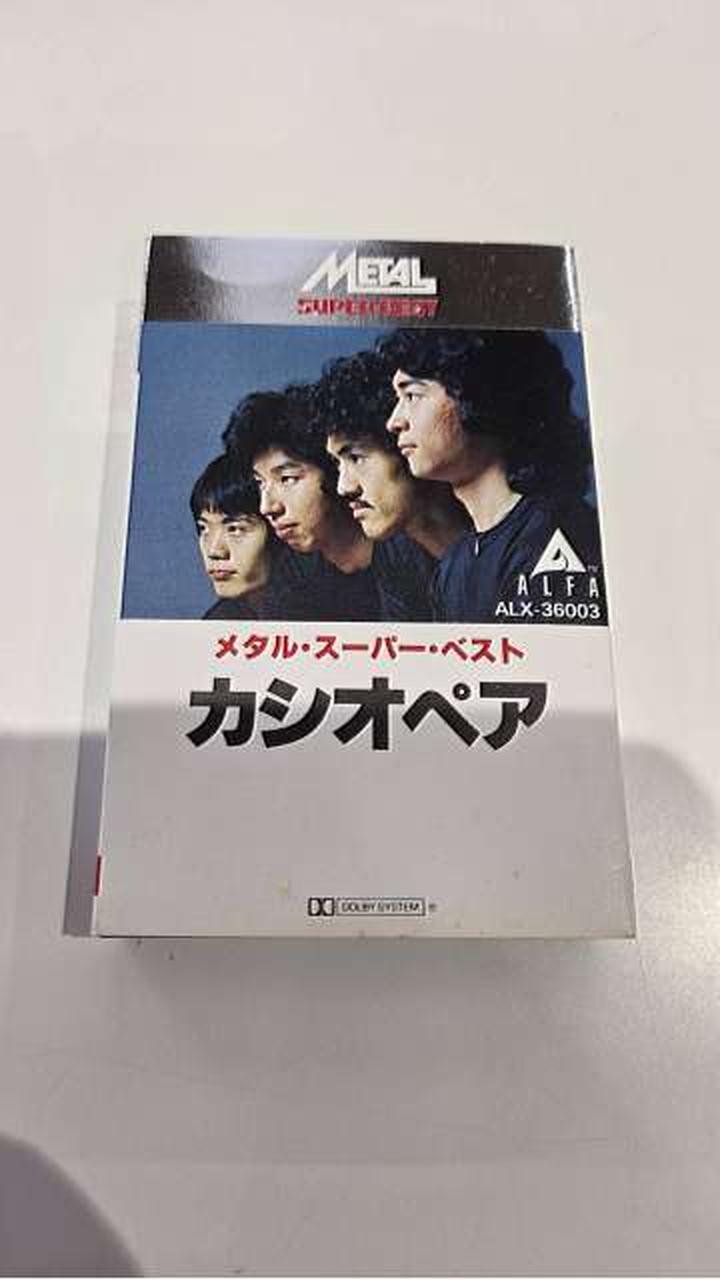 METAL
SUPER BEST
ALFA
ALX-36003
メタル・スーパー・ベスト
カシオペア
DOLBY SYSTEM ®